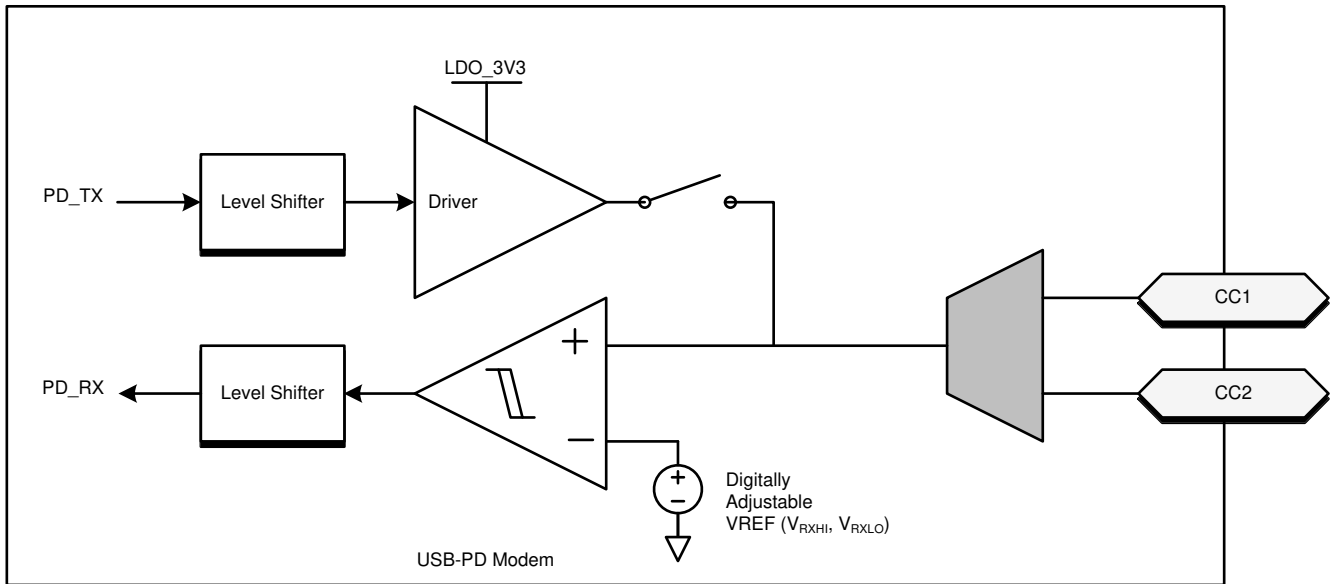 LDO_3V3
PD_TX
Level Shifter
Driver
CC1
PD_RX
Level Shifter
CC2
Digitally
Adjustable
VREF (VRXHI, VRXLO)
USB-PD Modem